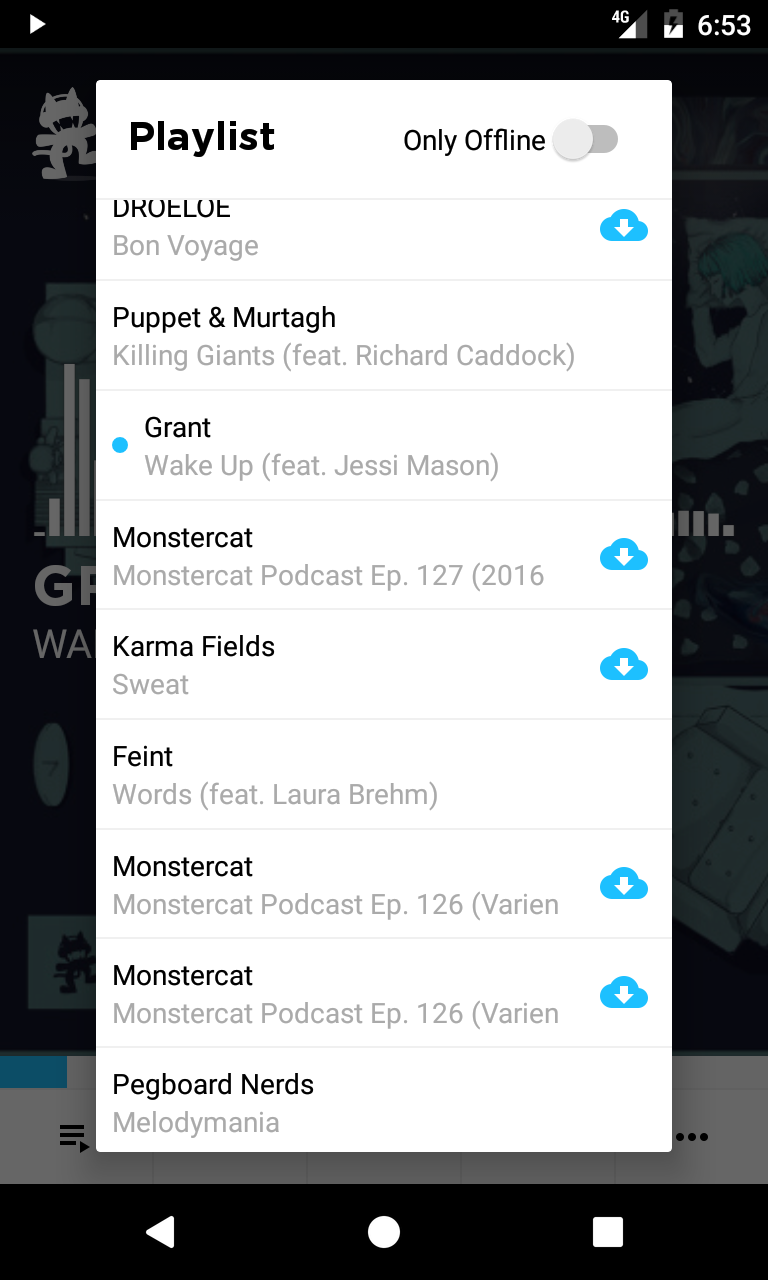 4G 6:53
Playlist
Only Offline
DROELOE
Bon Voyage
Puppet & Murtagh
Killing Giants (feat. Richard Caddock)
Grant
Wake Up (feat. Jessi Mason)
Monstercat
Monstercat Podcast Ep. 127 (2016
GR
WA
Karma Fields
Sweat
Feint
Words (feat. Laura Brehm)
Monstercat
Monstercat Podcast Ep. 126 (Varien
Monstercat
Monstercat Podcast Ep. 126 (Varien
Pegboard Nerds
Melodymania